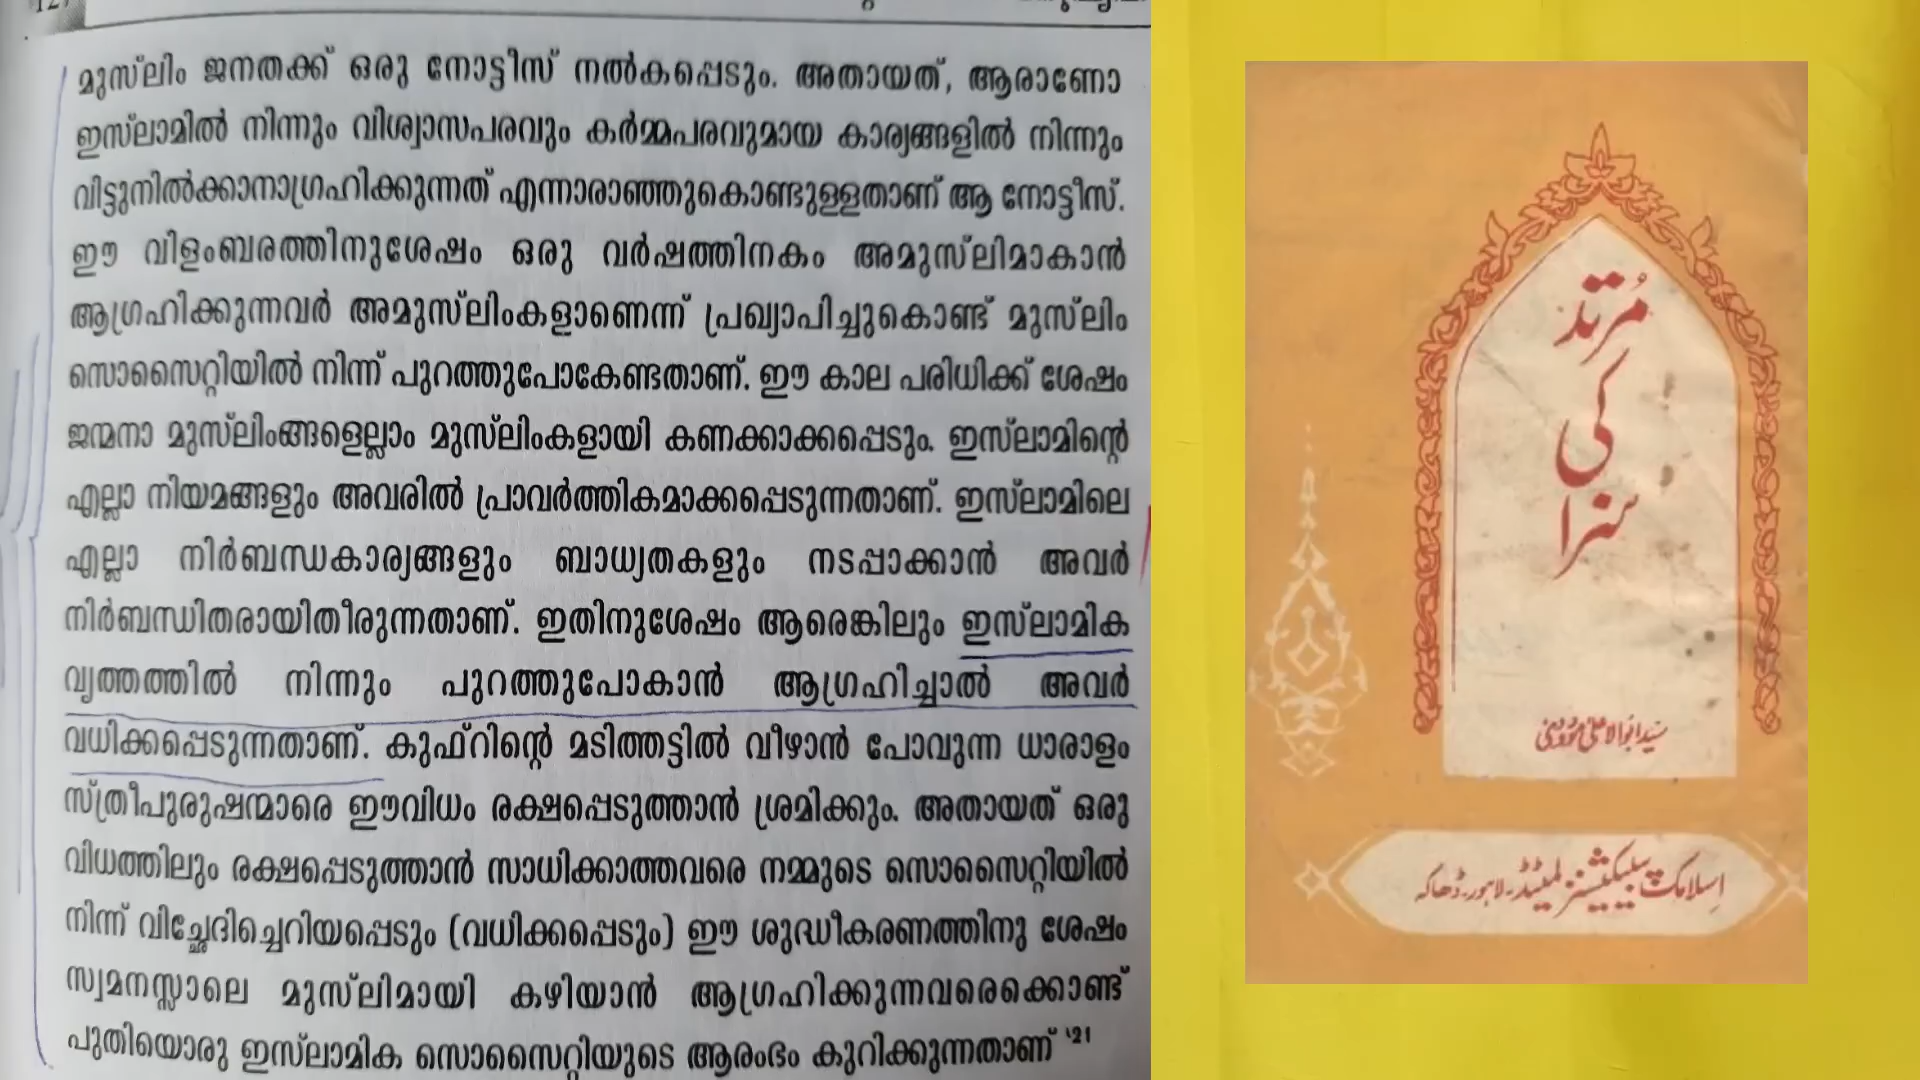 മുസ്‌ലിം ജനതക്ക് ഒരു നോട്ടീസ് നൽകപ്പെടും. അതായത്, ആരാണോ
ഇസ്‌ലാമിൽ നിന്നും വിശ്വാസപരവും കർമ്മപരവുമായ കാര്യങ്ങളിൽ നിന്നും
വിട്ടുനിൽക്കാനാഗ്രഹിക്കുന്നത് എന്നാരാഞ്ഞുകൊണ്ടുള്ളതാണ് ആ നോട്ടീസ്.
ഈ വിളംബരത്തിനുശേഷം ഒരു വർഷത്തിനകം അമുസ്‌ലിമാകാൻ
ആഗ്രഹിക്കുന്നവർ അമുസ്‌ലിംകളാണെന്ന് പ്രഖ്യാപിച്ചുകൊണ്ട് മുസ്‌ലിം
സൊസൈറ്റിയിൽ നിന്ന് പുറത്തുപോകേണ്ടതാണ്. ഈ കാല പരിധിക്ക് ശേഷം
ജന്മനാ മുസ്‌ലിംങ്ങളെല്ലാം മുസ്‌ലിംകളായി കണക്കാക്കപ്പെടും. ഇസ്‌ലാമിന്റെ
എല്ലാ നിയമങ്ങളും അവരിൽ പ്രാവർത്തികമാക്കപ്പെടുന്നതാണ്. ഇസ്‌ലാമിലെ
എല്ലാ നിർബന്ധകാര്യങ്ങളും ബാധ്യതകളും നടപ്പാക്കാൻ അവർ
നിർബന്ധിതരായിതീരുന്നതാണ്. ഇതിനുശേഷം ആരെങ്കിലും ഇസ്‌ലാമിക
വൃത്തത്തിൽ നിന്നും പുറത്തുപോകാൻ ആഗ്രഹിച്ചാൽ അവർ
വധിക്കപ്പെടുന്നതാണ്. കുഫ്‌റിന്റെ മടിത്തട്ടിൽ വീഴാൻ പോവുന്ന ധാരാളം
സ്ത്രീപുരുഷന്മാരെ ഈവിധം രക്ഷപ്പെടുത്താൻ ശ്രമിക്കും. അതായത് ഒരു
വിധത്തിലും രക്ഷപ്പെടുത്താൻ സാധിക്കാത്തവരെ നമ്മുടെ സൊസൈറ്റിയിൽ
നിന്ന് വിച്ഛേദിച്ചെറിയപ്പെടും (വധിക്കപ്പെടും) ഈ ശുദ്ധീകരണത്തിനു ശേഷം
സ്വമനസ്സാലെ മുസ്‌ലിമായി കഴിയാൻ ആഗ്രഹിക്കുന്നവരെക്കൊണ്ട്
പുതിയൊരു ഇസ്‌ലാമിക സൊസൈറ്റിയുടെ ആരംഭം കുറിക്കുന്നതാണ് '21
مُرتد
کی
سزا
سید ابوالاعلیٰ مودودی
اسلامک پبلیکیشنز لمیٹڈ۔ لاہور۔ ڈھاکہ